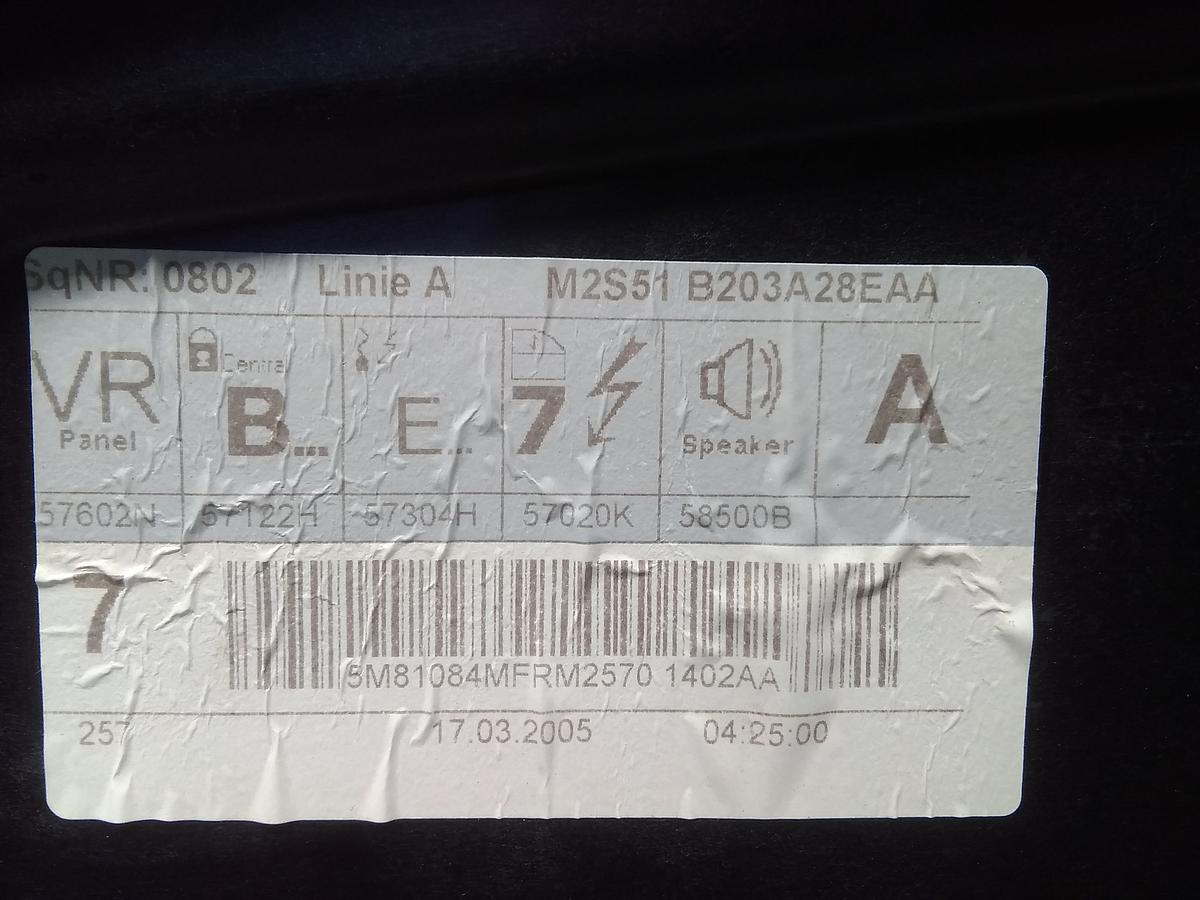 SqNR: 0802 Linie A M2S51 B203A28EAA
Central
VR B... E... 7 A
Panel Speaker
57602N 57122H 57304H 57020K 58500B
7
5M81084MFRM2570 1402AA
257 17.03.2005 04:25:00